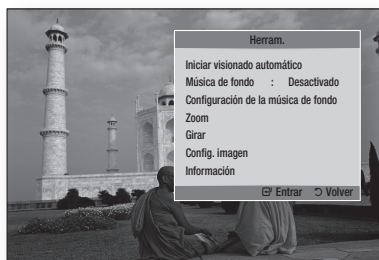 Herram.
Iniciar visionado automático
Música de fondo : Desactivado
Configuración de la música de fondo
Zoom
Girar
Config. imagen
Información
Entrar Volver